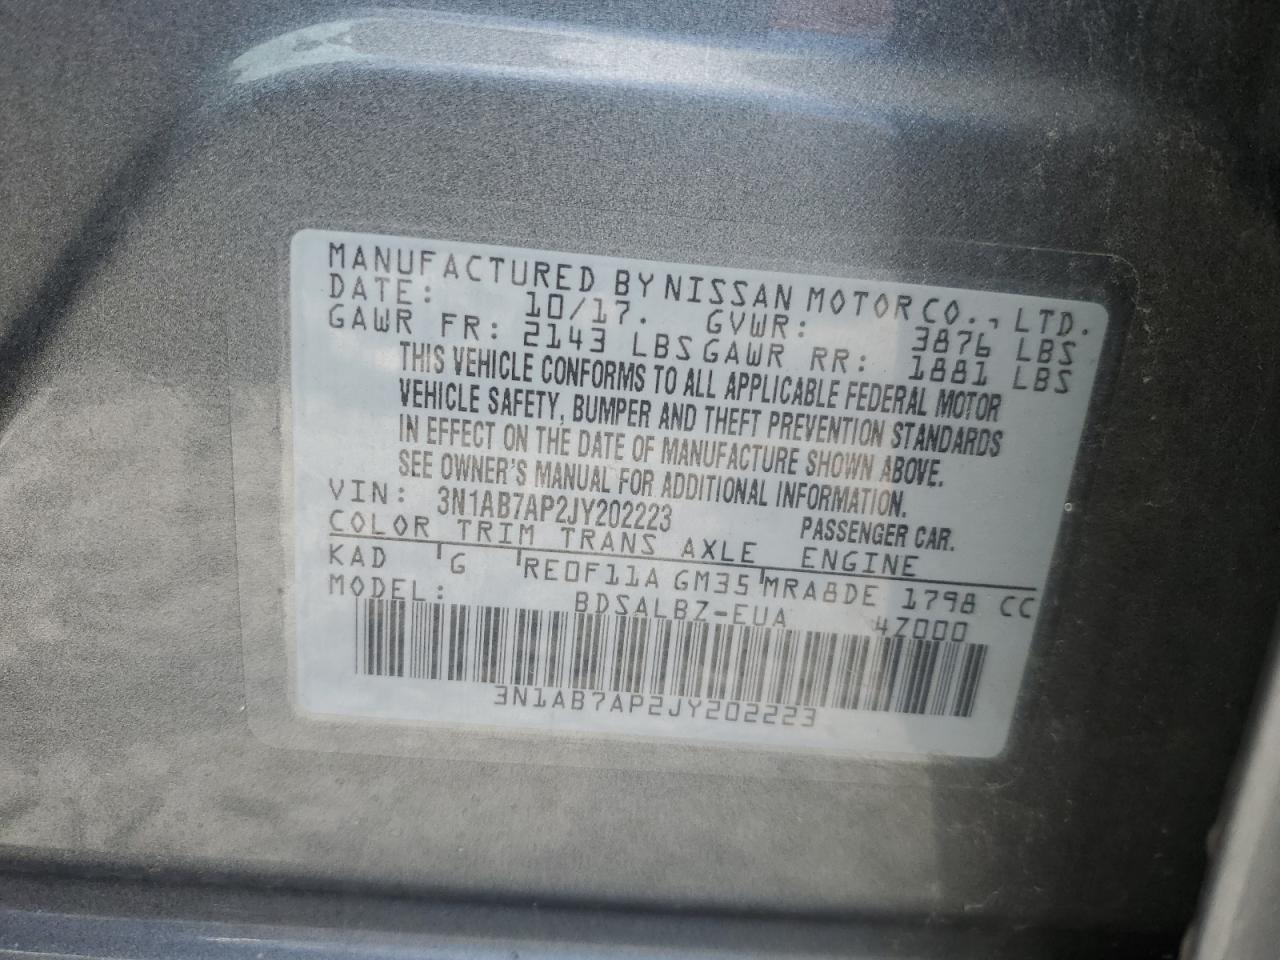 MANUFACTURED BY NISSAN MOTOR CO., LTD.
DATE: 10/17. GVWR: 3876 LBS
GAWR FR: 2143 LBS GAWR RR: 1881 LBS
THIS VEHICLE CONFORMS TO ALL APPLICABLE FEDERAL MOTOR
VEHICLE SAFETY, BUMPER AND THEFT PREVENTION STANDARDS
IN EFFECT ON THE DATE OF MANUFACTURE SHOWN ABOVE.
SEE OWNER'S MANUAL FOR ADDITIONAL INFORMATION.
VIN: 3N1AB7AP2JY202223 PASSENGER CAR.
COLOR TRIM TRANS AXLE ENGINE
KAD G RE0F11A GM35 MRA8DE 1798 CC
MODEL: BDSALBZ-EUA 4Z000
3N1AB7AP2JY202223